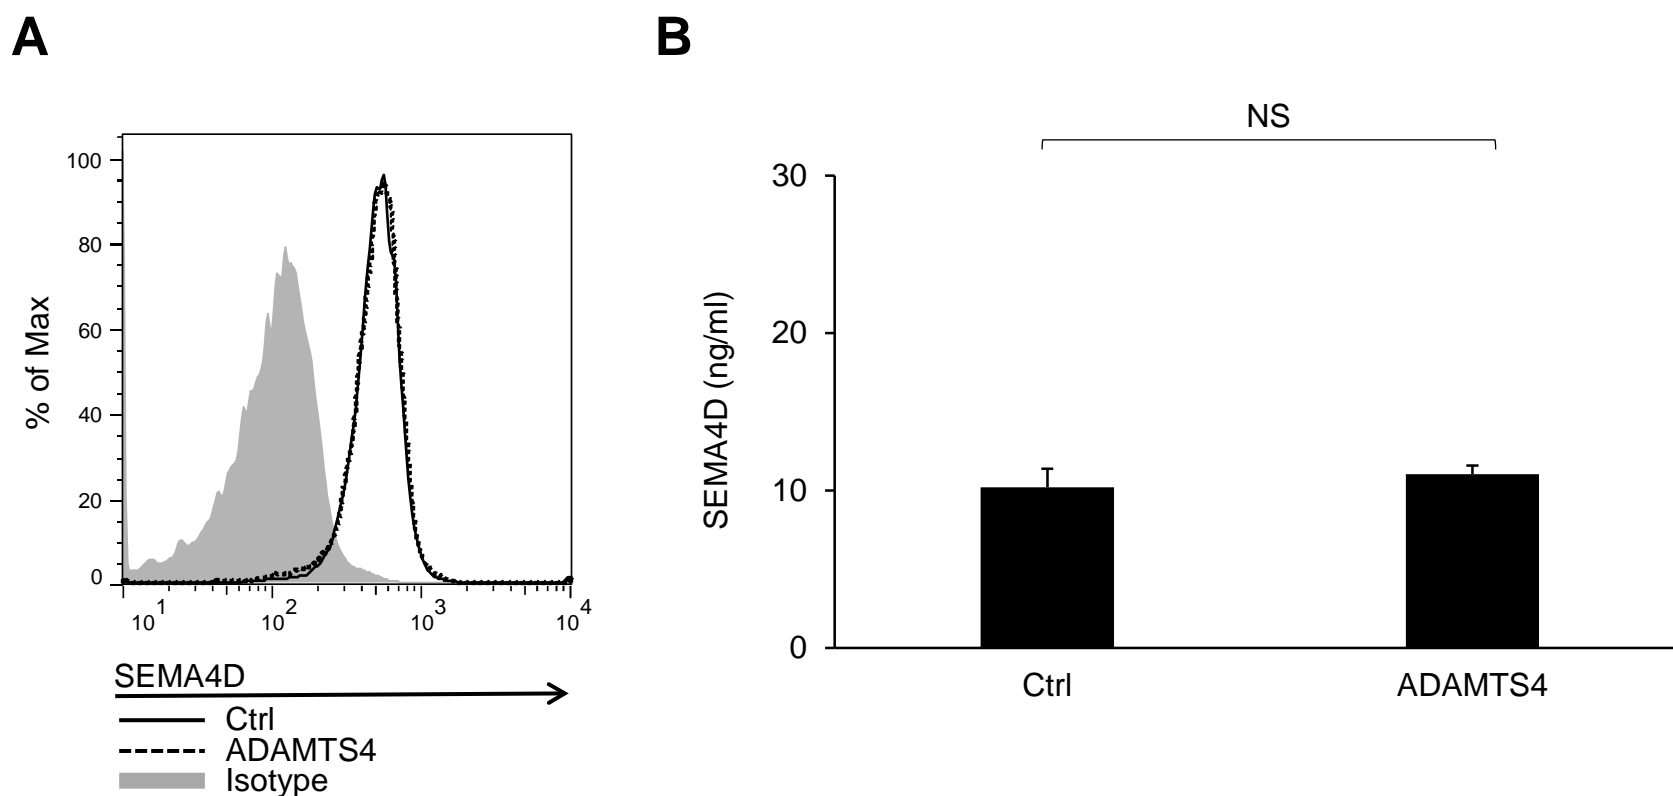 A
B
% of Max
100
80
60
40
20
0
10^1
10^2
10^3
10^4
SEMA4D
Ctrl
ADAMTS4
Isotype
NS
SEMA4D (ng/ml)
30
20
10
0
Ctrl
ADAMTS4